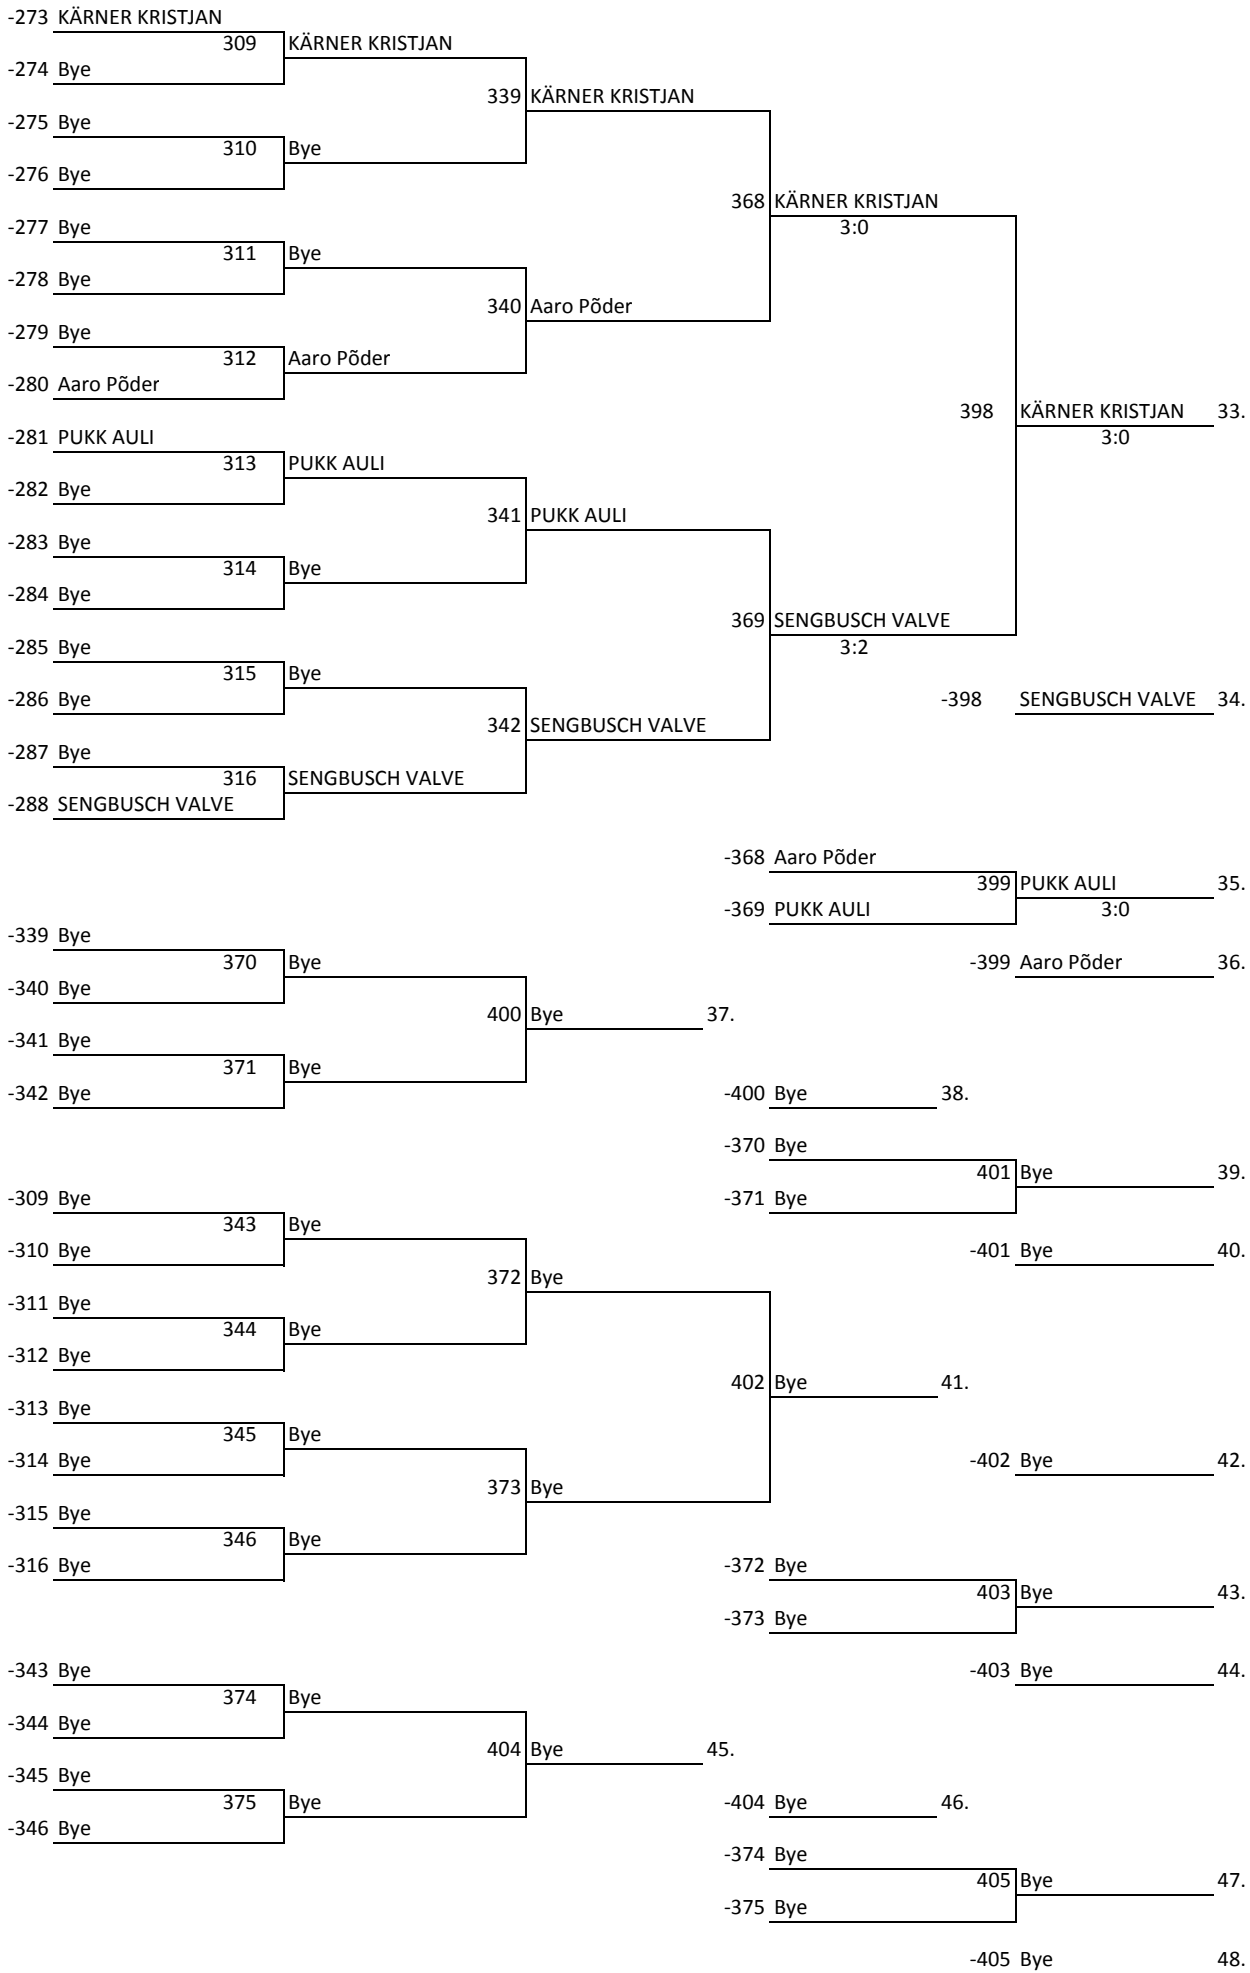 -273 KÄRNER KRISTJAN
309 KÄRNER KRISTJAN
-274 Bye
339 KÄRNER KRISTJAN
-275 Bye
310 Bye
-276 Bye
368 KÄRNER KRISTJAN
-277 Bye
3:0
311 Bye
-278 Bye
340 Aaro Põder
-279 Bye
312 Aaro Põder
-280 Aaro Põder
398 KÄRNER KRISTJAN 33.
-281 PUKK AULI
3:0
313 PUKK AULI
-282 Bye
341 PUKK AULI
-283 Bye
314 Bye
-284 Bye
369 SENGBUSCH VALVE
-285 Bye
3:2
315 Bye
-286 Bye
-398 SENGBUSCH VALVE 34.
342 SENGBUSCH VALVE
-287 Bye
316 SENGBUSCH VALVE
-288 SENGBUSCH VALVE
-368 Aaro Põder
399 PUKK AULI 35.
-369 PUKK AULI
3:0
-339 Bye
370 Bye
-399 Aaro Põder 36.
-340 Bye
400 Bye 37.
-341 Bye
371 Bye
-342 Bye
-400 Bye 38.
-370 Bye
401 Bye 39.
-371 Bye
-309 Bye
343 Bye
-310 Bye
-401 Bye 40.
372 Bye
-311 Bye
344 Bye
-312 Bye
402 Bye 41.
-313 Bye
345 Bye
-314 Bye
-402 Bye 42.
373 Bye
-315 Bye
346 Bye
-316 Bye
-372 Bye
403 Bye 43.
-373 Bye
-343 Bye
-403 Bye 44.
374 Bye
-344 Bye
404 Bye 45.
-345 Bye
375 Bye
-404 Bye 46.
-346 Bye
-374 Bye
405 Bye 47.
-375 Bye
-405 Bye 48.